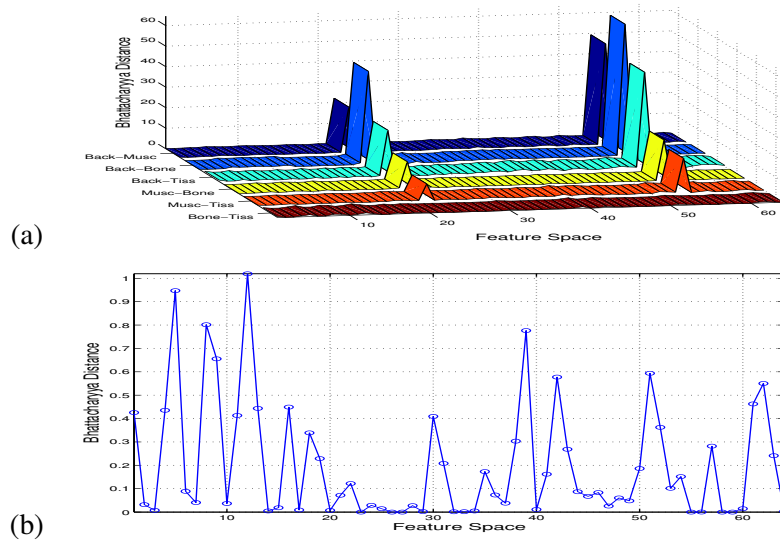 60
50
40
30
20
10
0
Bhattacharyya Distance
Back-Musc
Back-Bone
Back-Tiss
Musc-Bone
Musc-Tiss
Bone-Tiss
10
20
30
40
50
60
Feature Space
(a)
1
0.9
0.8
0.7
0.6
0.5
0.4
0.3
0.2
0.1
0
Bhattacharyya Distance
10
20
30
40
50
60
Feature Space
(b)